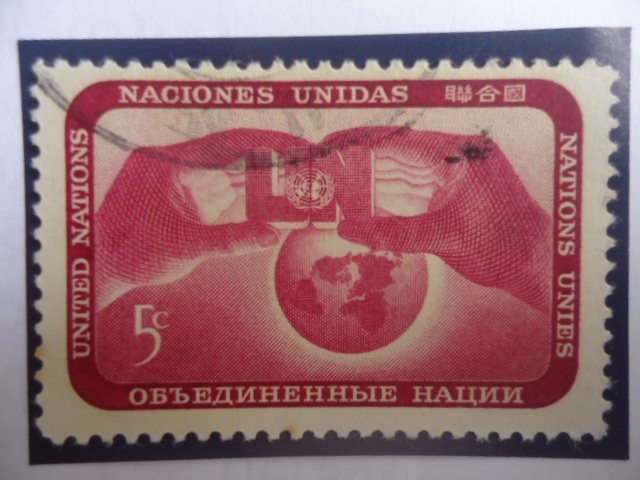 NACIONES UNIDAS 聯合國
UNITED NATIONS
NATIONS UNIES
UN
5c
ОБЪЕДИНЕННЫЕ НАЦИИ